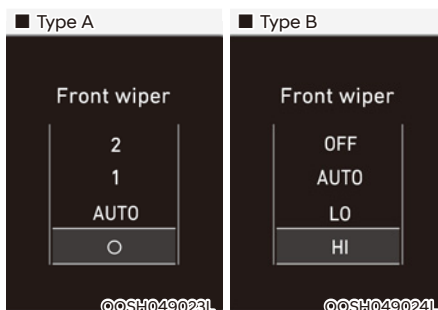 ■ Type A
Front wiper
2
1
AUTO
O
OOSH049023L
■ Type B
Front wiper
OFF
AUTO
LO
HI
OOSH049024L